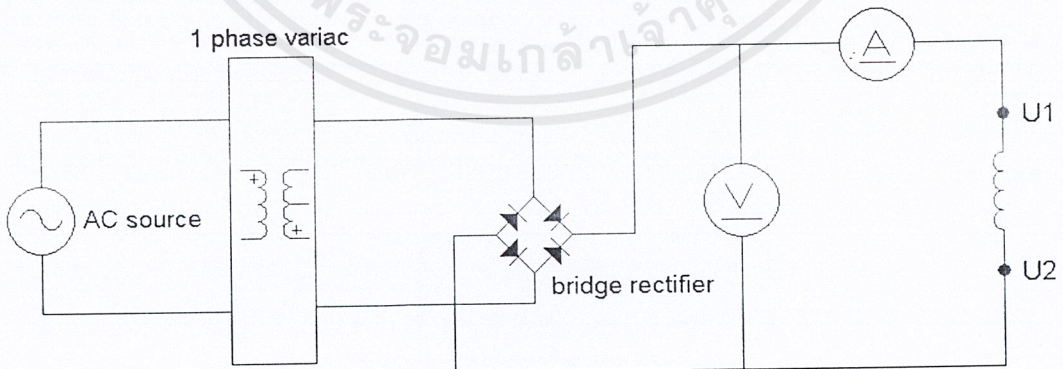 พระจอมเกล้าเจ้าคุ
1 phase variac
A
U1
+
V
AC source
+
bridge rectifier
U2